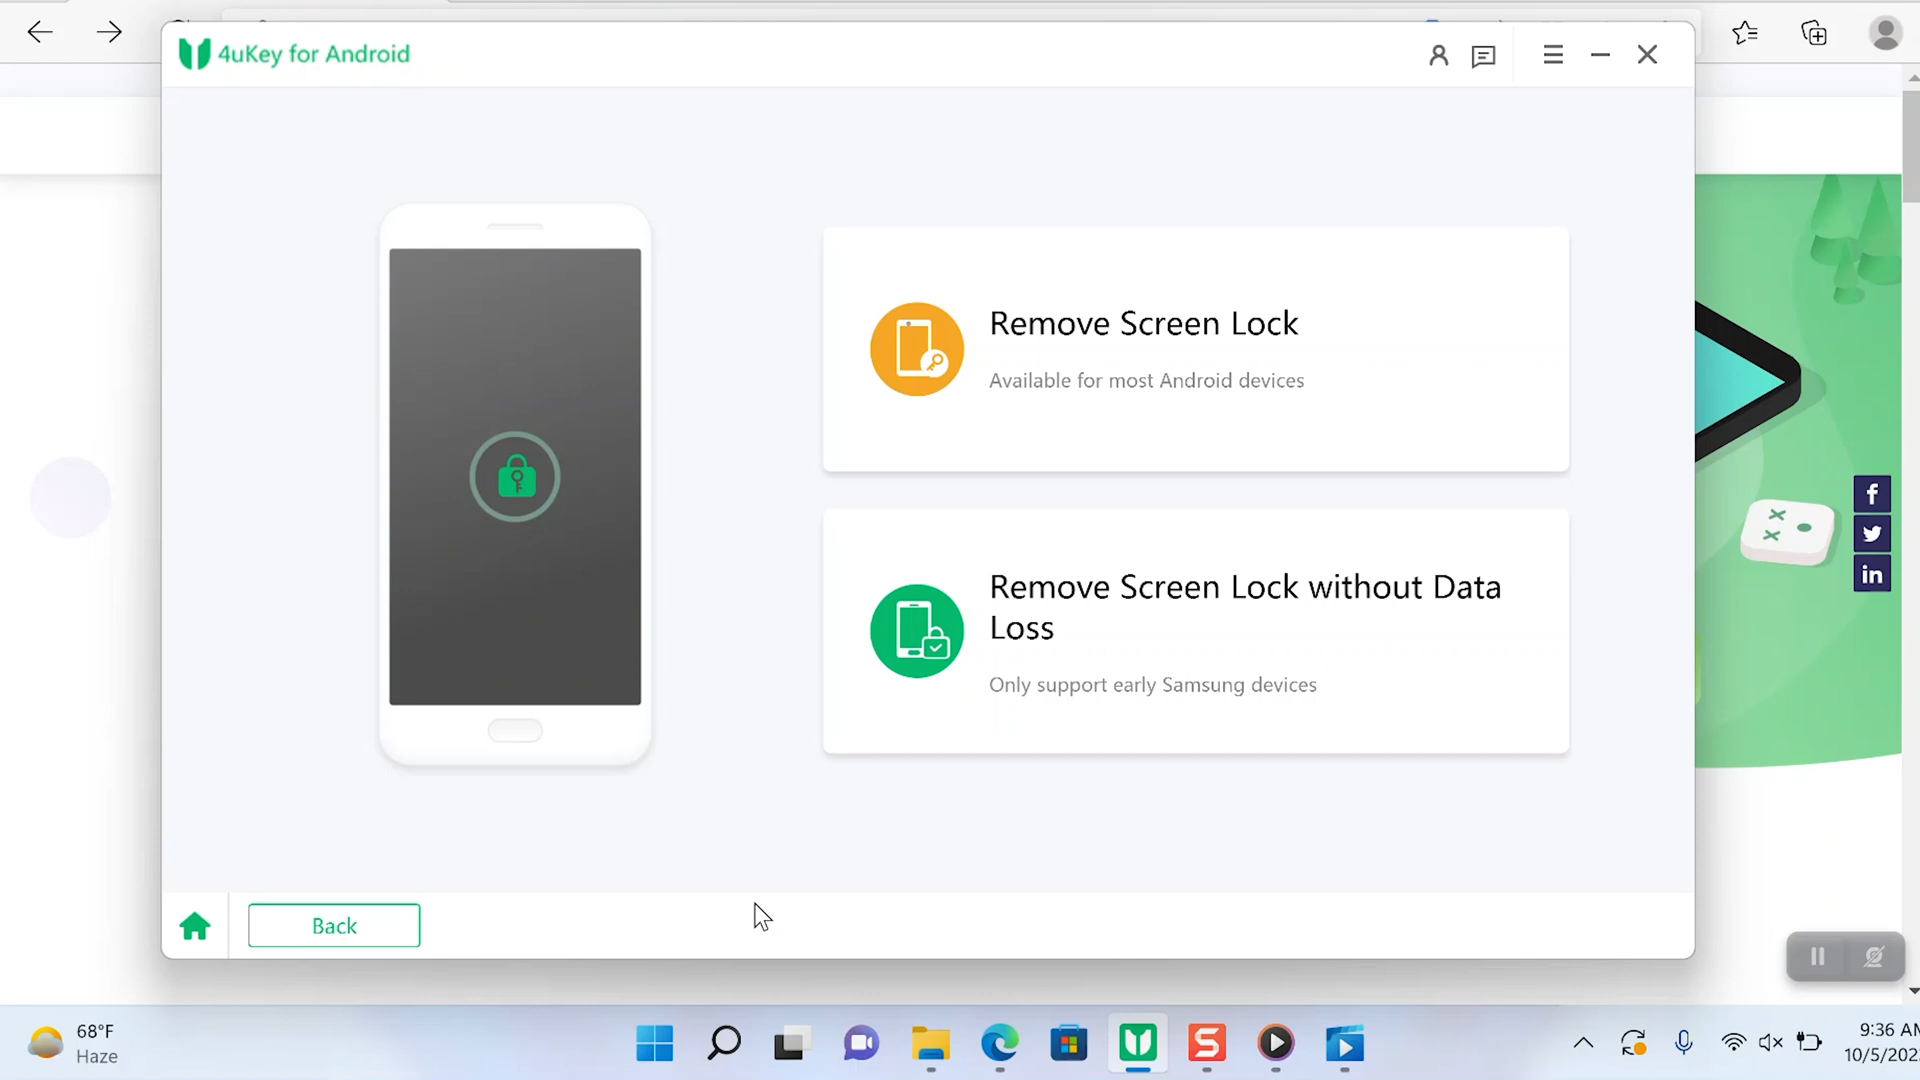 4uKey for Android
Remove Screen Lock
Available for most Android devices
Remove Screen Lock without Data
Loss
Only support early Samsung devices
Back
68°F
Haze
9:36 AM
10/5/202